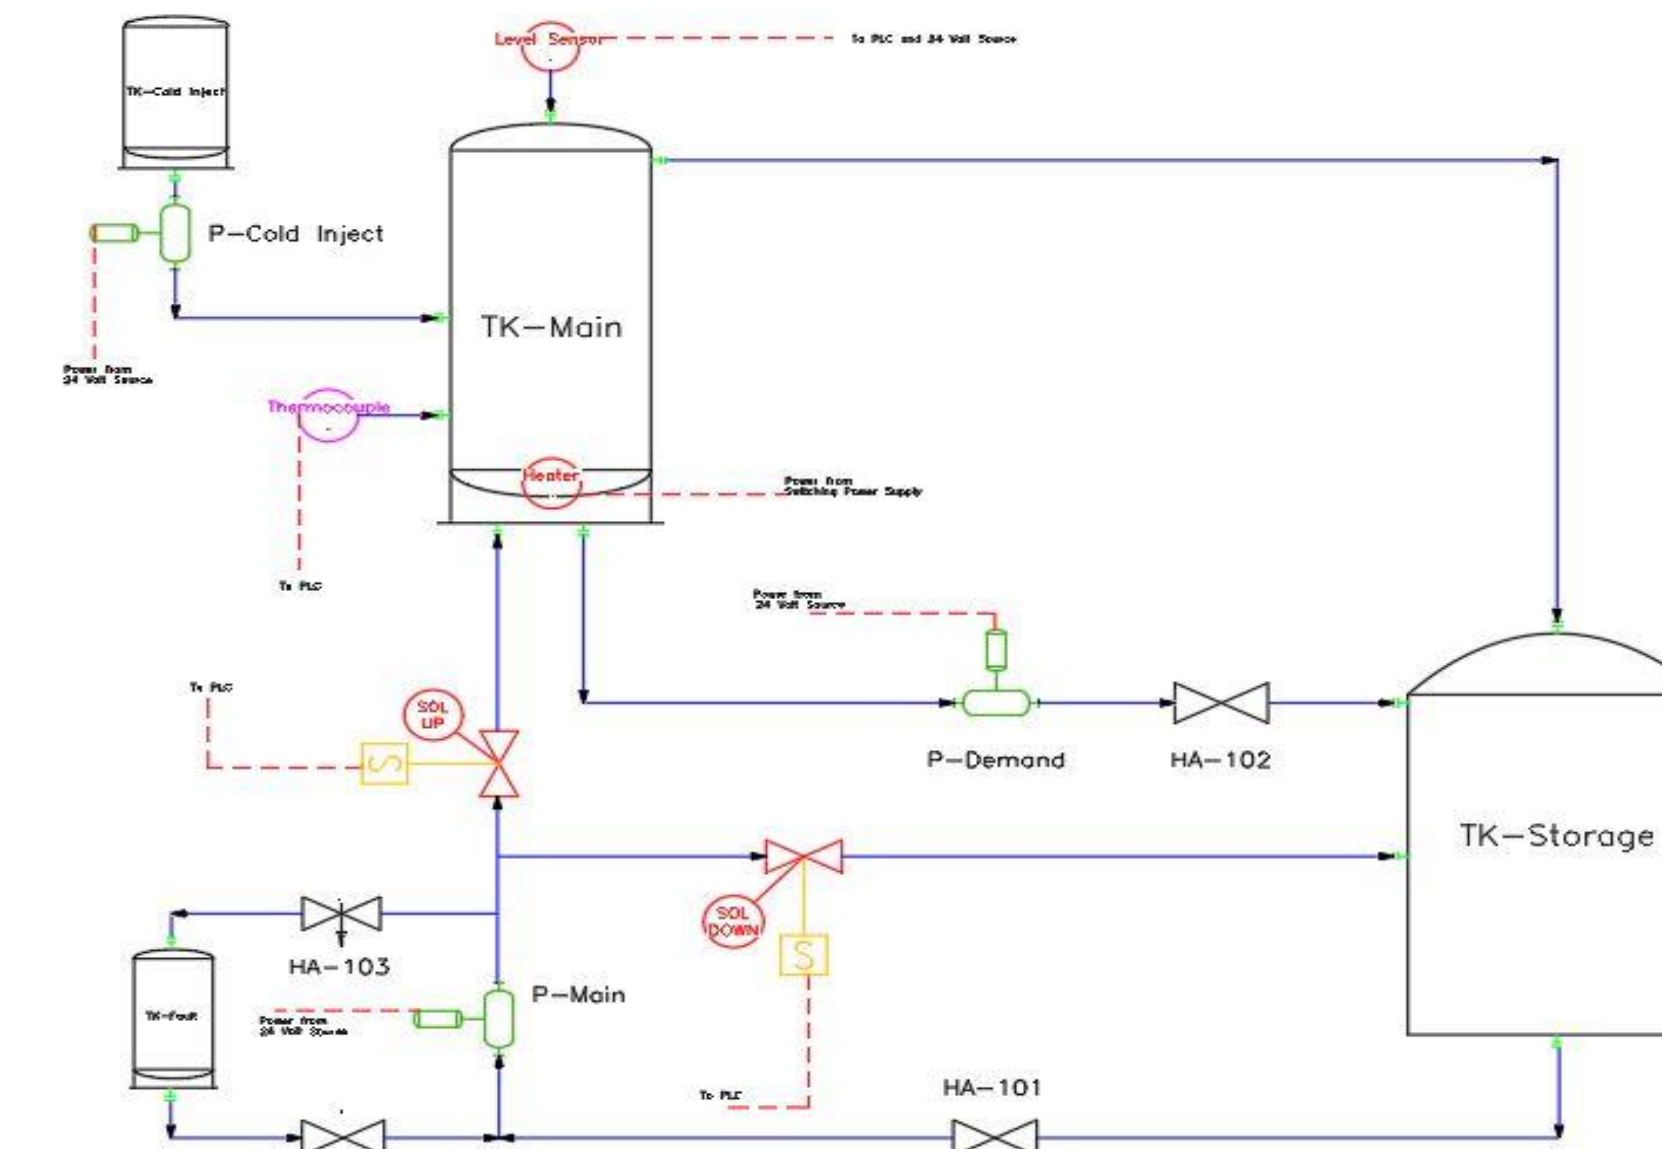 Level Sensor
To PLC and 24 Volt Source
TK-Cold Inject
P-Cold Inject
TK-Main
Power from
24 Volt Source
Thermocouple
Heater
Power from
Switching Power Supply
To PLC
Power from
24 Volt Source
To PLC
SOL
UP
S
P-Demand
HA-102
TK-Storage
SOL
DOWN
S
HA-103
P-Main
TK-Fault
Power from
24 Volt Source
To PLC
HA-101